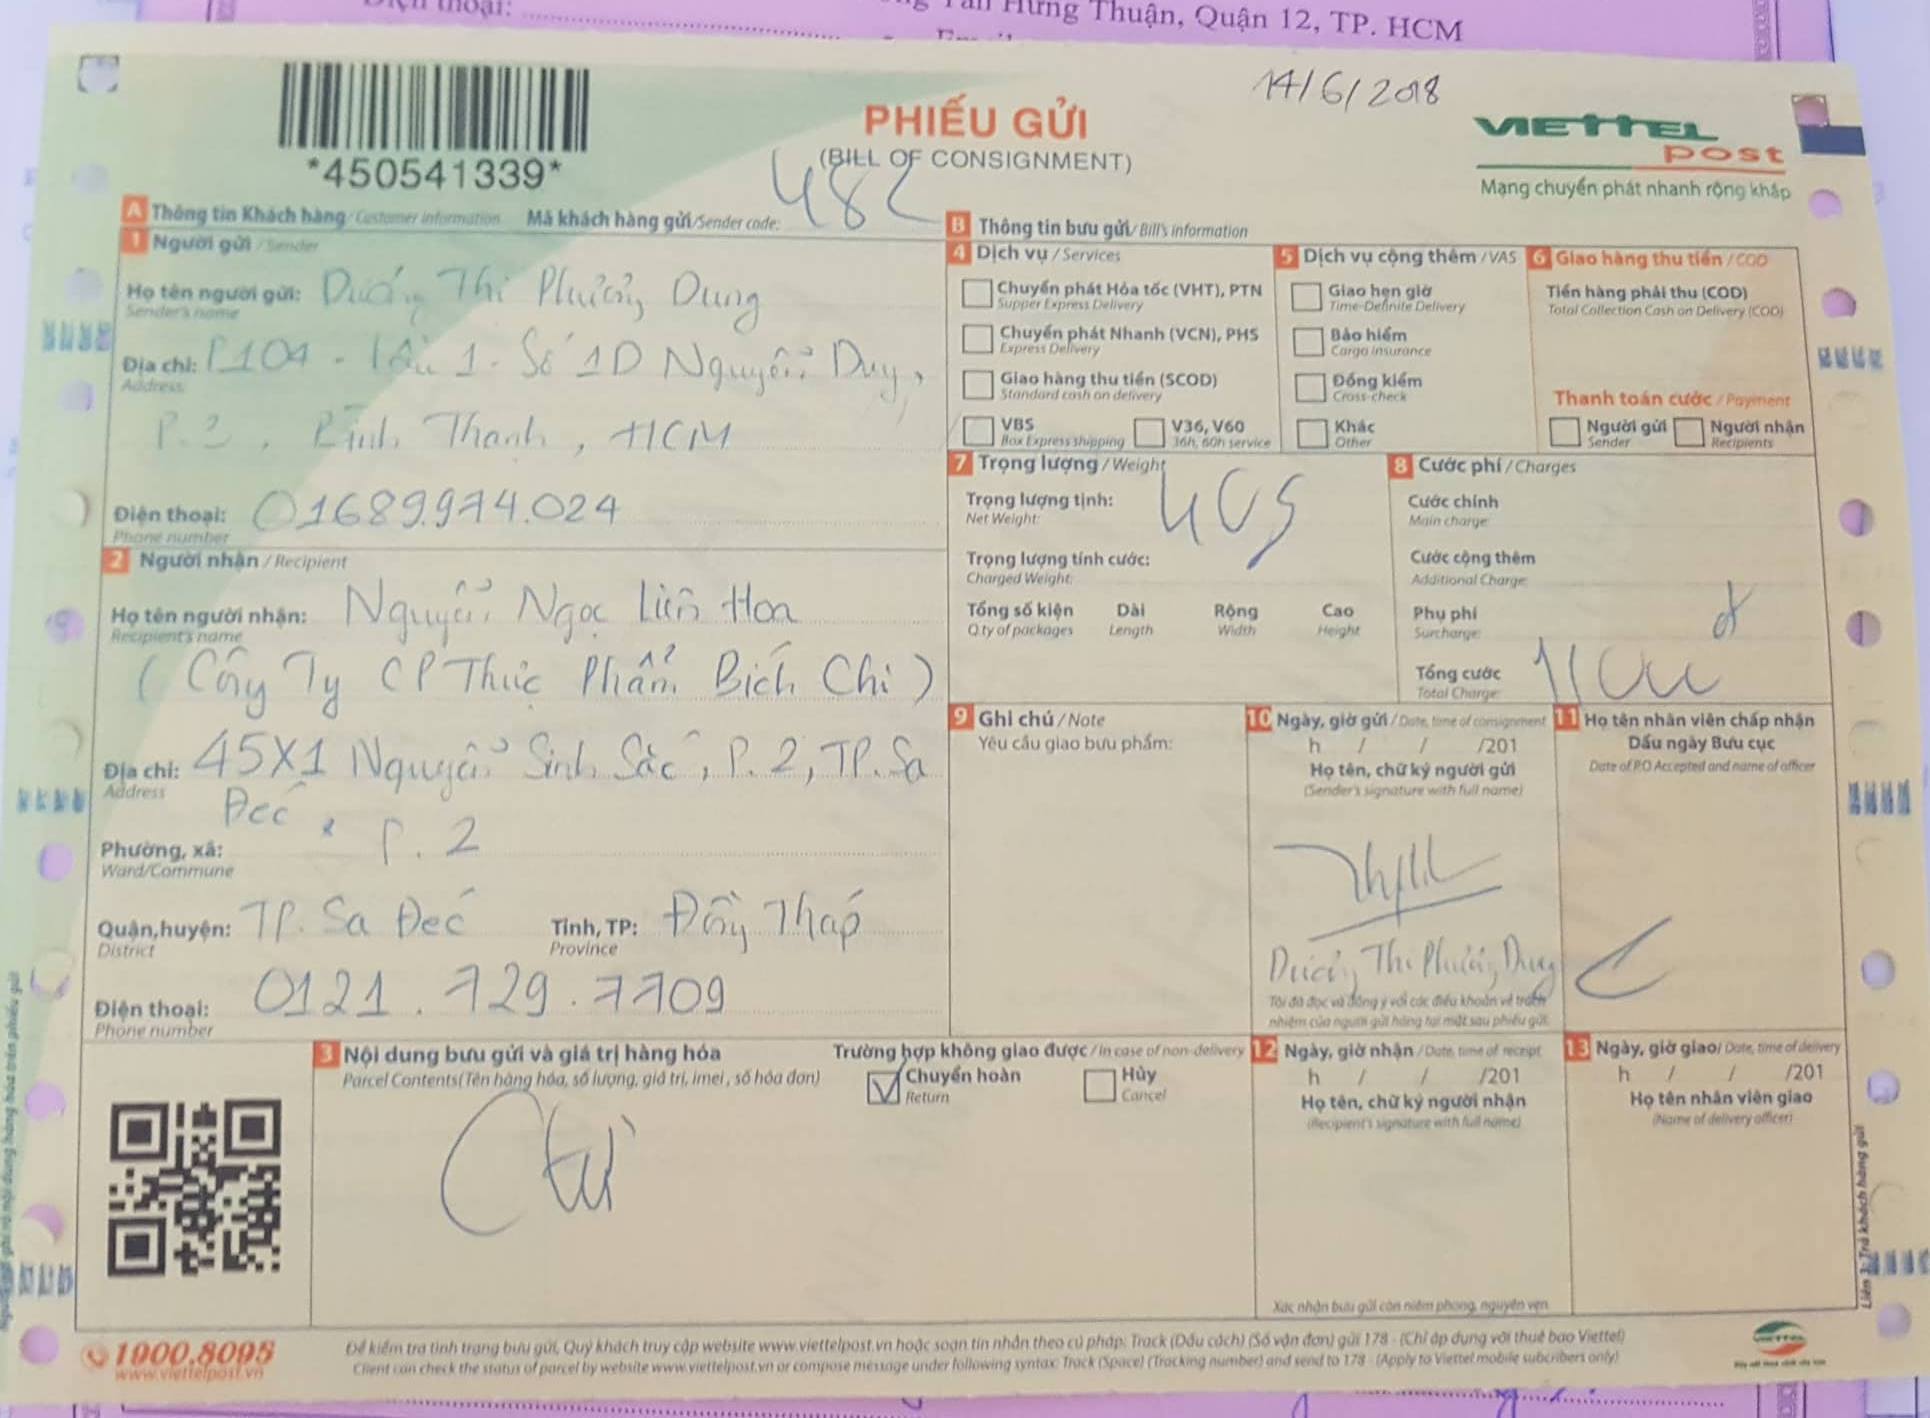 Điện thoại:
Tân Hưng Thuận, Quận 12, TP. HCM
14/6/2018
*450541339*
PHIẾU GỬI
(BILL OF CONSIGNMENT)
VIETTEL
post
Mạng chuyển phát nhanh rộng khắp
482
A Thông tin Khách hàng / Customer information Mã khách hàng gửi/Sender code:
1 Người gửi / Sender
Họ tên người gửi: Dương Thị Phương Dung
Sender's name
Địa chỉ: P104 - Lầu 1 - Số 1D Nguyễn Duy,
Address
P.3, Bình Thạnh, HCM
Điện thoại: 01689.974.024
Phone number
2 Người nhận / Recipient
Họ tên người nhận: Nguyễn Ngọc Liên Hoa
Recipient's name
(Công Ty CP Thực Phẩm Bích Chi)
Địa chỉ: 45X1 Nguyễn Sinh Sắc, P.2, TP. Sa
Address
Đéc
Phường, xã: P. 2
Ward/Commune
Quận,huyện: TP. Sa Đéc Tỉnh, TP: Đồng Tháp
District Province
Điện thoại: 0121. 729. 7709
Phone number
B Thông tin bưu gửi/ Bill's information
4 Dịch vụ / Services
Chuyển phát Hỏa tốc (VHT), PTN
Supper Express Delivery
Chuyển phát Nhanh (VCN), PHS
Express Delivery
Giao hàng thu tiền (SCOD)
Standard cash on delivery
VBS V36, V60
Box Express shipping 36h, 60h service
5 Dịch vụ cộng thêm / VAS
Giao hẹn giờ
Time-Definite Delivery
Bảo hiểm
Cargo insurance
Đồng kiểm
Cross-check
Khác
Other
6 Giao hàng thu tiền / COD
Tiền hàng phải thu (COD)
Total Collection Cash on Delivery (COD)
Thanh toán cước / Payment
Người gửi Người nhận
Sender Recipients
7 Trọng lượng / Weight
Trọng lượng tịnh:
Net Weight:
Trọng lượng tính cước:
Charged Weight:
Tổng số kiện Dài Rộng Cao
Q.ty of packages Length Width Height
8 Cước phí / Charges
Cước chính
Main charge
Cước cộng thêm
Additional Charge
Phụ phí
Surcharge
Tổng cước
Total Charge
9 Ghi chú / Note
Yêu cầu giao bưu phẩm:
10 Ngày, giờ gửi / Date, time of consignment
h / / /201
Họ tên, chữ ký người gửi
(Sender's signature with full name)
Dương Thị Phương Dung
Tôi đã đọc và đồng ý với các điều khoản về trách
nhiệm của người gửi hàng tại mặt sau phiếu gửi.
11 Họ tên nhân viên chấp nhận
Dấu ngày Bưu cục
Date of P.O Accepted and name of officer
3 Nội dung bưu gửi và giá trị hàng hóa
Parcel Contents(Tên hàng hóa, số lượng, giá trị, imei , số hóa đơn)
Trường hợp không giao được / In case of non-delivery
Chuyển hoàn Hủy
Return Cancel
12 Ngày, giờ nhận / Date, time of receipt
h / / /201
Họ tên, chữ ký người nhận
(Recipient's signature with full name)
Xác nhận bưu gửi còn niêm phong, nguyên vẹn
13 Ngày, giờ giao/ Date, time of delivery
h / / /201
Họ tên nhân viên giao
(Name of delivery officer)
Liên 3: Trả khách hàng gửi
1900.8095
www.viettelpost.vn
Để kiểm tra tình trạng bưu gửi, Quý khách truy cập website www.viettelpost.vn hoặc soạn tin nhắn theo cú pháp: Track (Dấu cách) (Số vận đơn) gửi 178 - (Chỉ áp dụng với thuê bao Viettel)
Client can check the status of parcel by website www.viettelpost.vn or compose message under following syntax: Track (Space) (Tracking number) and send to 178 - (Apply to Viettel mobile subcribers only)